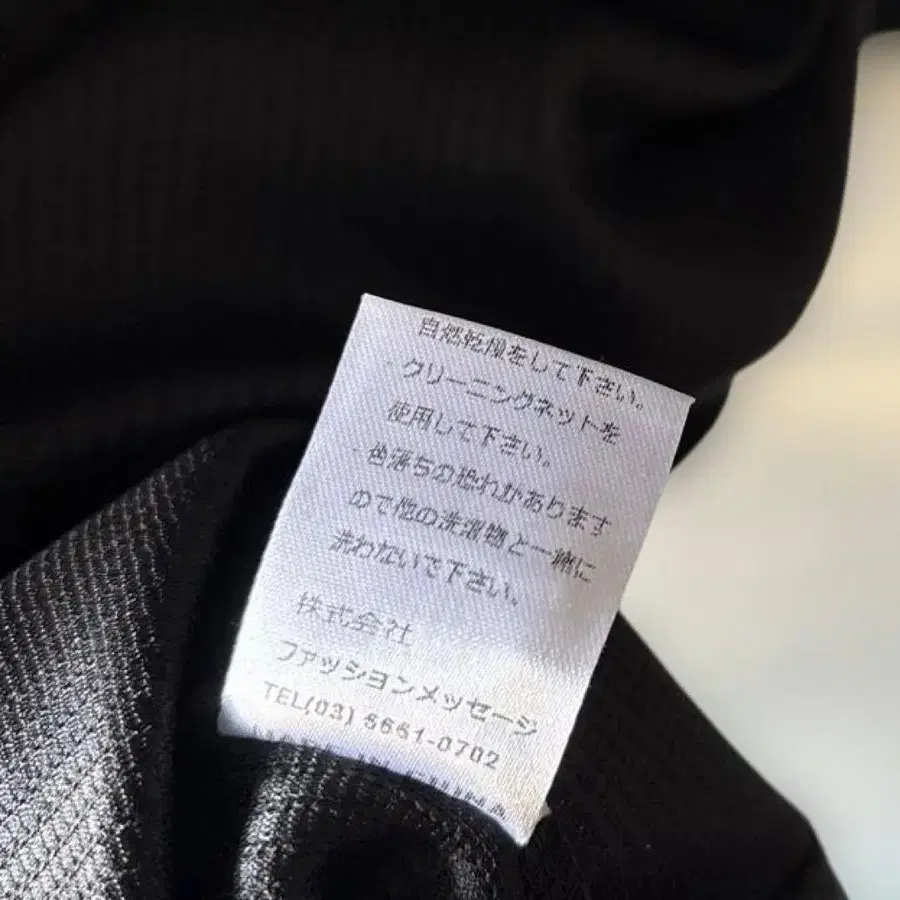 自然乾燥をして下さい。
・クリーニングネットを
使用して下さい。
・色落ちの恐れがあります
ので他の洗濯物と一緒に
洗わないで下さい。
株式会社
ファッションメッセージ
TEL(03) 8661-0702